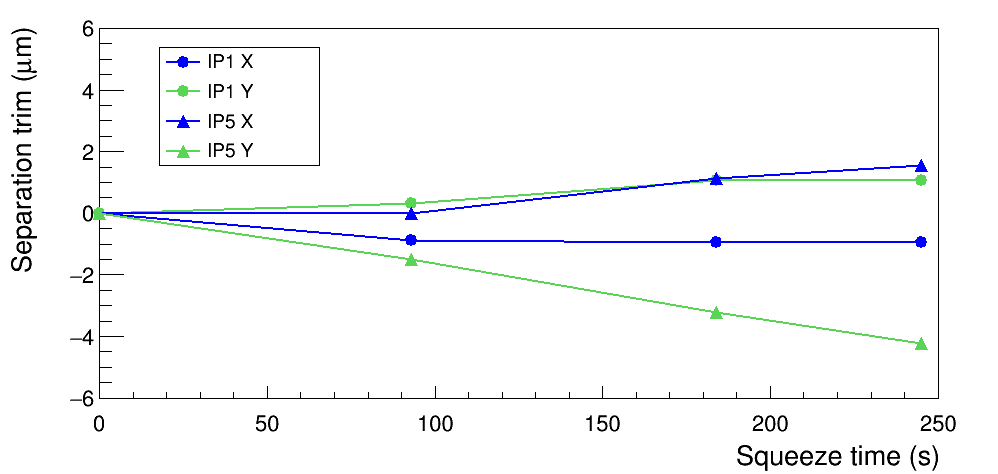 Separation trim (μm)
6
4
2
0
−2
−4
−6
IP1 X
IP1 Y
IP5 X
IP5 Y
0 50 100 150 200 250
Squeeze time (s)